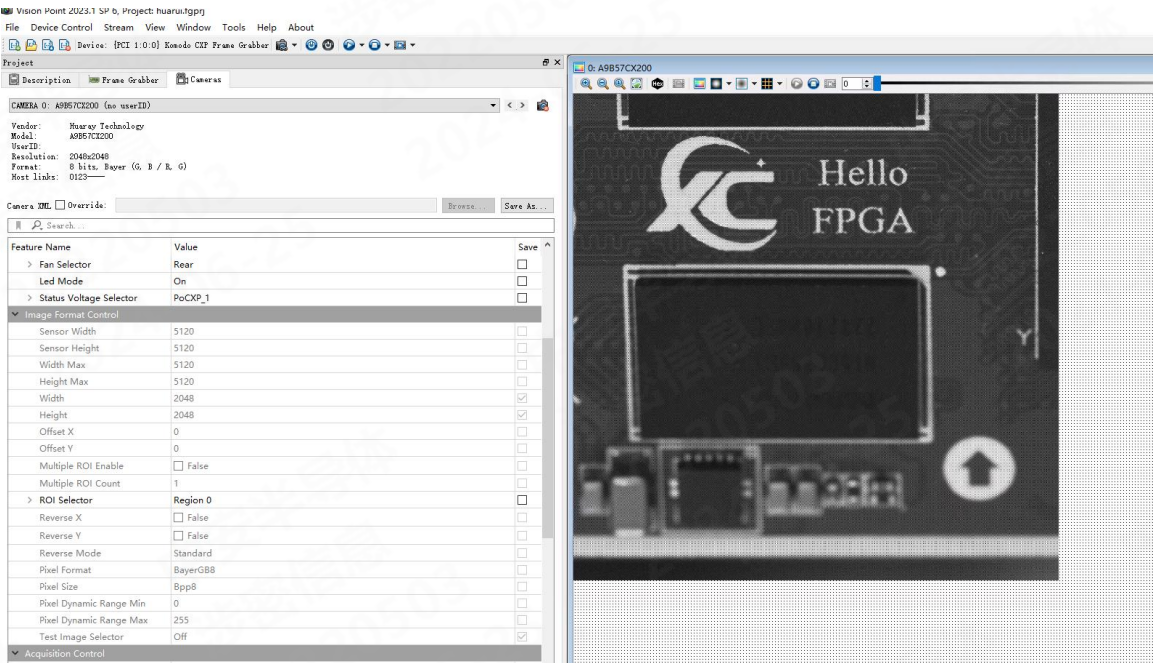 Vision Point 2023.1 SP 6, Project: huarui.fgprj
File Device Control Stream View Window Tools Help About
Device: {PCI 1:0:0} Komodo CXP Frame Grabber
Project
Description Frame Grabber Cameras
CAMERA 0: A9B57CX200 (no userID)
Vendor: Huaray Technology
Model: A9B57CX200
UserID:
Resolution: 2048x2048
Format: 8 bits, Bayer (G, B / R, G)
Host links: 0123——
Camera XML Override: Browse... Save As...
Search...
Feature Name Value Save
Fan Selector Rear
Led Mode On
Status Voltage Selector PoCXP_1
Image Format Control
Sensor Width 5120
Sensor Height 5120
Width Max 5120
Height Max 5120
Width 2048
Height 2048
Offset X 0
Offset Y 0
Multiple ROI Enable False
Multiple ROI Count 1
ROI Selector Region 0
Reverse X False
Reverse Y False
Reverse Mode Standard
Pixel Format BayerGB8
Pixel Size Bpp8
Pixel Dynamic Range Min 0
Pixel Dynamic Range Max 255
Test Image Selector Off
Acquisition Control
0: A9B57CX200
Hex
0
Hello
FPGA
Y